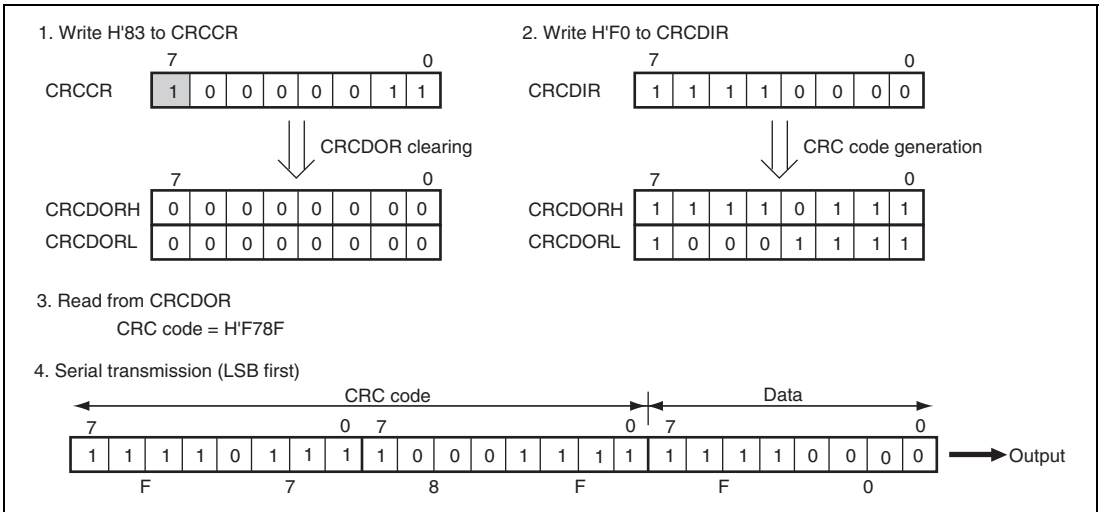 1. Write H'83 to CRCCR
7 0
CRCCR 1 0 0 0 0 0 1 1
CRCDOR clearing
7 0
CRCDORH 0 0 0 0 0 0 0 0
CRCDORL 0 0 0 0 0 0 0 0
2. Write H'F0 to CRCDIR
7 0
CRCDIR 1 1 1 1 0 0 0 0
CRC code generation
7 0
CRCDORH 1 1 1 1 0 1 1 1
CRCDORL 1 0 0 0 1 1 1 1
3. Read from CRCDOR
CRC code = H'F78F
4. Serial transmission (LSB first)
CRC code Data
7 0 7 0 7 0
1 1 1 1 0 1 1 1 1 0 0 0 1 1 1 1 1 1 1 1 0 0 0 0 Output
F 7 8 F F 0